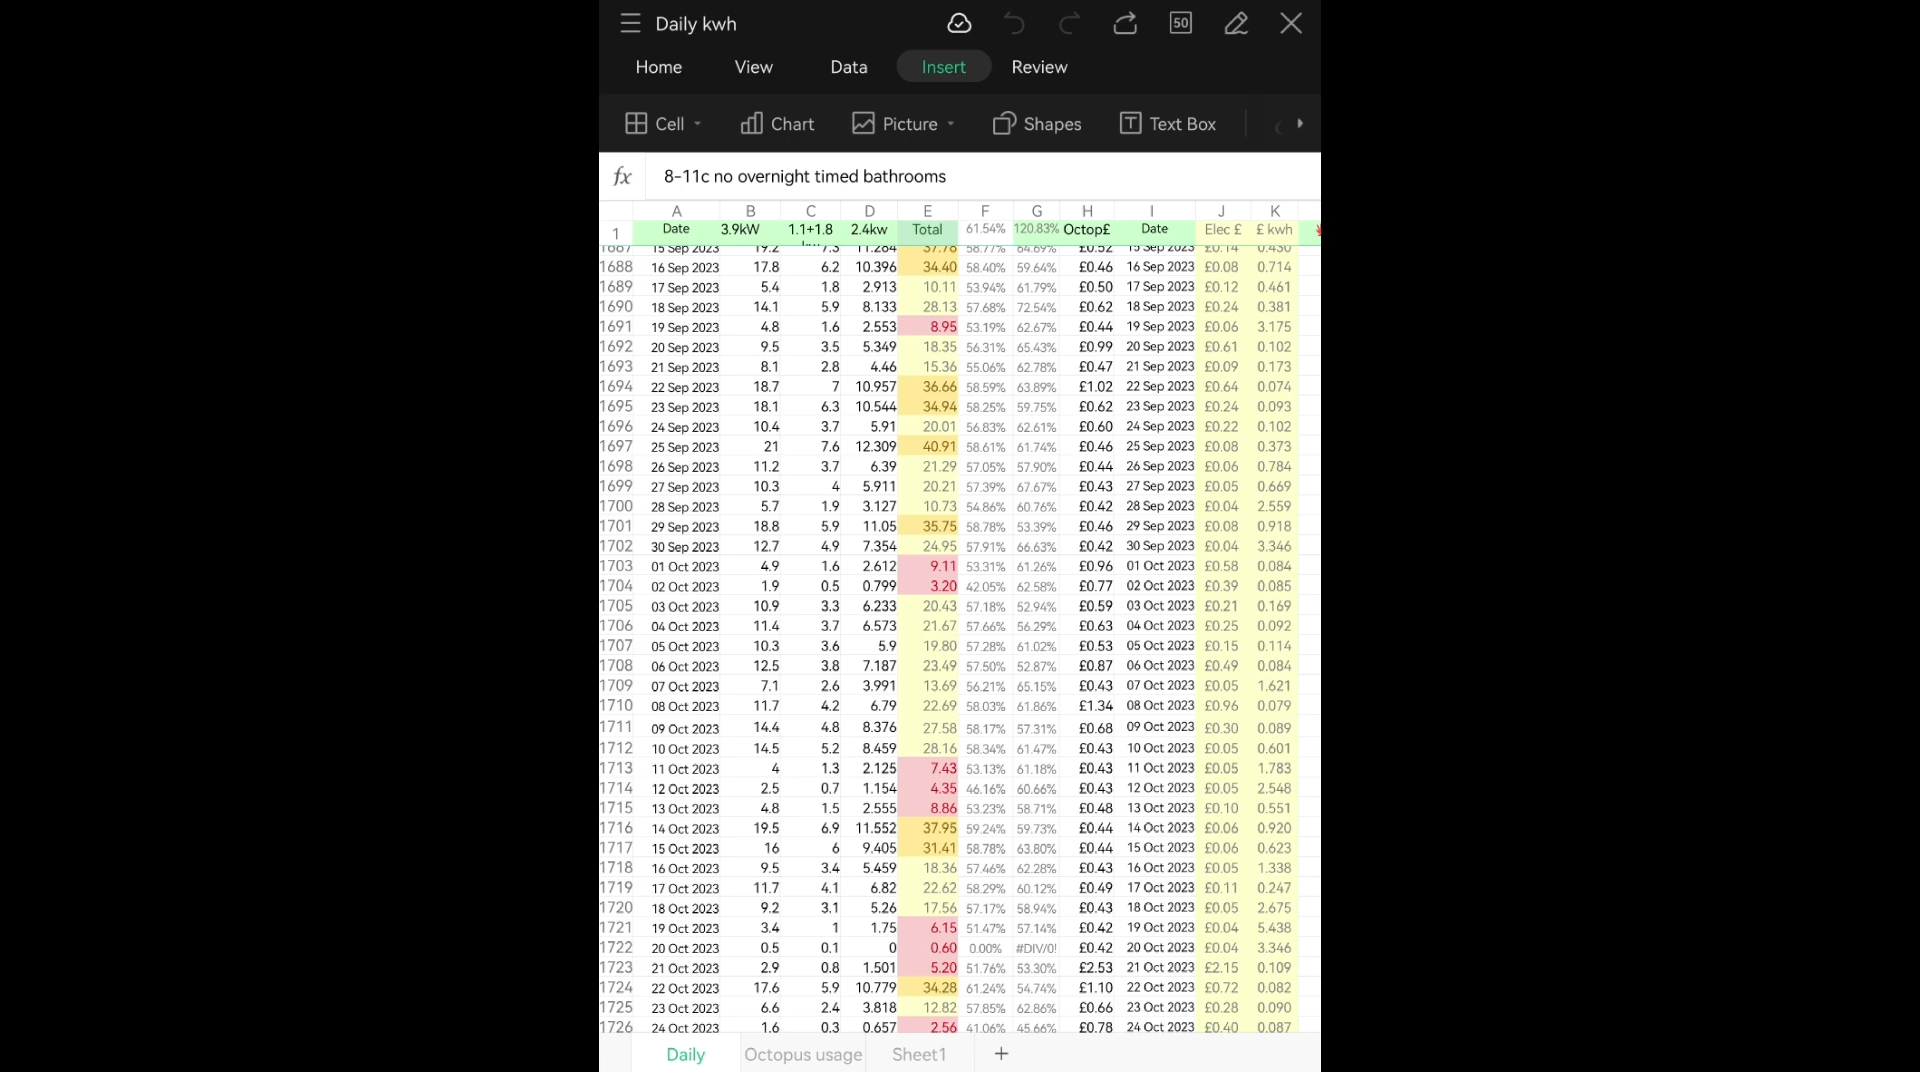 Daily kwh 50
Home View Data Insert Review
Cell Chart Picture Shapes Text Box
fx 8-11c no overnight timed bathrooms
A B C D E F G H I J K
1 Date 3.9kW 1.1+1.8 2.4kw Total 61.54% 120.83% Octop£ Date Elec £ £ kwh
1687 15 Sep 2023 19.2 7.3 11.284 37.78 58.77% 64.69% £0.52 15 Sep 2023 £0.14 0.430
1688 16 Sep 2023 17.8 6.2 10.396 34.40 58.40% 59.64% £0.46 16 Sep 2023 £0.08 0.714
1689 17 Sep 2023 5.4 1.8 2.913 10.11 53.94% 61.79% £0.50 17 Sep 2023 £0.12 0.461
1690 18 Sep 2023 14.1 5.9 8.133 28.13 57.68% 72.54% £0.62 18 Sep 2023 £0.24 0.381
1691 19 Sep 2023 4.8 1.6 2.553 8.95 53.19% 62.67% £0.44 19 Sep 2023 £0.06 3.175
1692 20 Sep 2023 9.5 3.5 5.349 18.35 56.31% 65.43% £0.99 20 Sep 2023 £0.61 0.102
1693 21 Sep 2023 8.1 2.8 4.46 15.36 55.06% 62.78% £0.47 21 Sep 2023 £0.09 0.173
1694 22 Sep 2023 18.7 7 10.957 36.66 58.59% 63.89% £1.02 22 Sep 2023 £0.64 0.074
1695 23 Sep 2023 18.1 6.3 10.544 34.94 58.25% 59.75% £0.62 23 Sep 2023 £0.24 0.093
1696 24 Sep 2023 10.4 3.7 5.91 20.01 56.83% 62.61% £0.60 24 Sep 2023 £0.22 0.102
1697 25 Sep 2023 21 7.6 12.309 40.91 58.61% 61.74% £0.46 25 Sep 2023 £0.08 0.373
1698 26 Sep 2023 11.2 3.7 6.39 21.29 57.05% 57.90% £0.44 26 Sep 2023 £0.06 0.784
1699 27 Sep 2023 10.3 4 5.911 20.21 57.39% 67.67% £0.43 27 Sep 2023 £0.05 0.669
1700 28 Sep 2023 5.7 1.9 3.127 10.73 54.86% 60.76% £0.42 28 Sep 2023 £0.04 2.559
1701 29 Sep 2023 18.8 5.9 11.05 35.75 58.78% 53.39% £0.46 29 Sep 2023 £0.08 0.918
1702 30 Sep 2023 12.7 4.9 7.354 24.95 57.91% 66.63% £0.42 30 Sep 2023 £0.04 3.346
1703 01 Oct 2023 4.9 1.6 2.612 9.11 53.31% 61.26% £0.96 01 Oct 2023 £0.58 0.084
1704 02 Oct 2023 1.9 0.5 0.799 3.20 42.05% 62.58% £0.77 02 Oct 2023 £0.39 0.085
1705 03 Oct 2023 10.9 3.3 6.233 20.43 57.18% 52.94% £0.59 03 Oct 2023 £0.21 0.169
1706 04 Oct 2023 11.4 3.7 6.573 21.67 57.66% 56.29% £0.63 04 Oct 2023 £0.25 0.092
1707 05 Oct 2023 10.3 3.6 5.9 19.80 57.28% 61.02% £0.53 05 Oct 2023 £0.15 0.114
1708 06 Oct 2023 12.5 3.8 7.187 23.49 57.50% 52.87% £0.87 06 Oct 2023 £0.49 0.084
1709 07 Oct 2023 7.1 2.6 3.991 13.69 56.21% 65.15% £0.43 07 Oct 2023 £0.05 1.621
1710 08 Oct 2023 11.7 4.2 6.79 22.69 58.03% 61.86% £1.34 08 Oct 2023 £0.96 0.079
1711 09 Oct 2023 14.4 4.8 8.376 27.58 58.17% 57.31% £0.68 09 Oct 2023 £0.30 0.089
1712 10 Oct 2023 14.5 5.2 8.459 28.16 58.34% 61.47% £0.43 10 Oct 2023 £0.05 0.601
1713 11 Oct 2023 4 1.3 2.125 7.43 53.13% 61.18% £0.43 11 Oct 2023 £0.05 1.783
1714 12 Oct 2023 2.5 0.7 1.154 4.35 46.16% 60.66% £0.43 12 Oct 2023 £0.05 2.548
1715 13 Oct 2023 4.8 1.5 2.555 8.86 53.23% 58.71% £0.48 13 Oct 2023 £0.10 0.551
1716 14 Oct 2023 19.5 6.9 11.552 37.95 59.24% 59.73% £0.44 14 Oct 2023 £0.06 0.920
1717 15 Oct 2023 16 6 9.405 31.41 58.78% 63.80% £0.44 15 Oct 2023 £0.06 0.623
1718 16 Oct 2023 9.5 3.4 5.459 18.36 57.46% 62.28% £0.43 16 Oct 2023 £0.05 1.338
1719 17 Oct 2023 11.7 4.1 6.82 22.62 58.29% 60.12% £0.49 17 Oct 2023 £0.11 0.247
1720 18 Oct 2023 9.2 3.1 5.26 17.56 57.17% 58.94% £0.43 18 Oct 2023 £0.05 2.675
1721 19 Oct 2023 3.4 1 1.75 6.15 51.47% 57.14% £0.42 19 Oct 2023 £0.04 5.438
1722 20 Oct 2023 0.5 0.1 0 0.60 0.00% #DIV/0! £0.42 20 Oct 2023 £0.04 3.346
1723 21 Oct 2023 2.9 0.8 1.501 5.20 51.76% 53.30% £2.53 21 Oct 2023 £2.15 0.109
1724 22 Oct 2023 17.6 5.9 10.779 34.28 61.24% 54.74% £1.10 22 Oct 2023 £0.72 0.082
1725 23 Oct 2023 6.6 2.4 3.818 12.82 57.85% 62.86% £0.66 23 Oct 2023 £0.28 0.090
1726 24 Oct 2023 1.6 0.3 0.657 2.56 41.06% 45.66% £0.78 24 Oct 2023 £0.40 0.087
Daily Octopus usage Sheet1 +